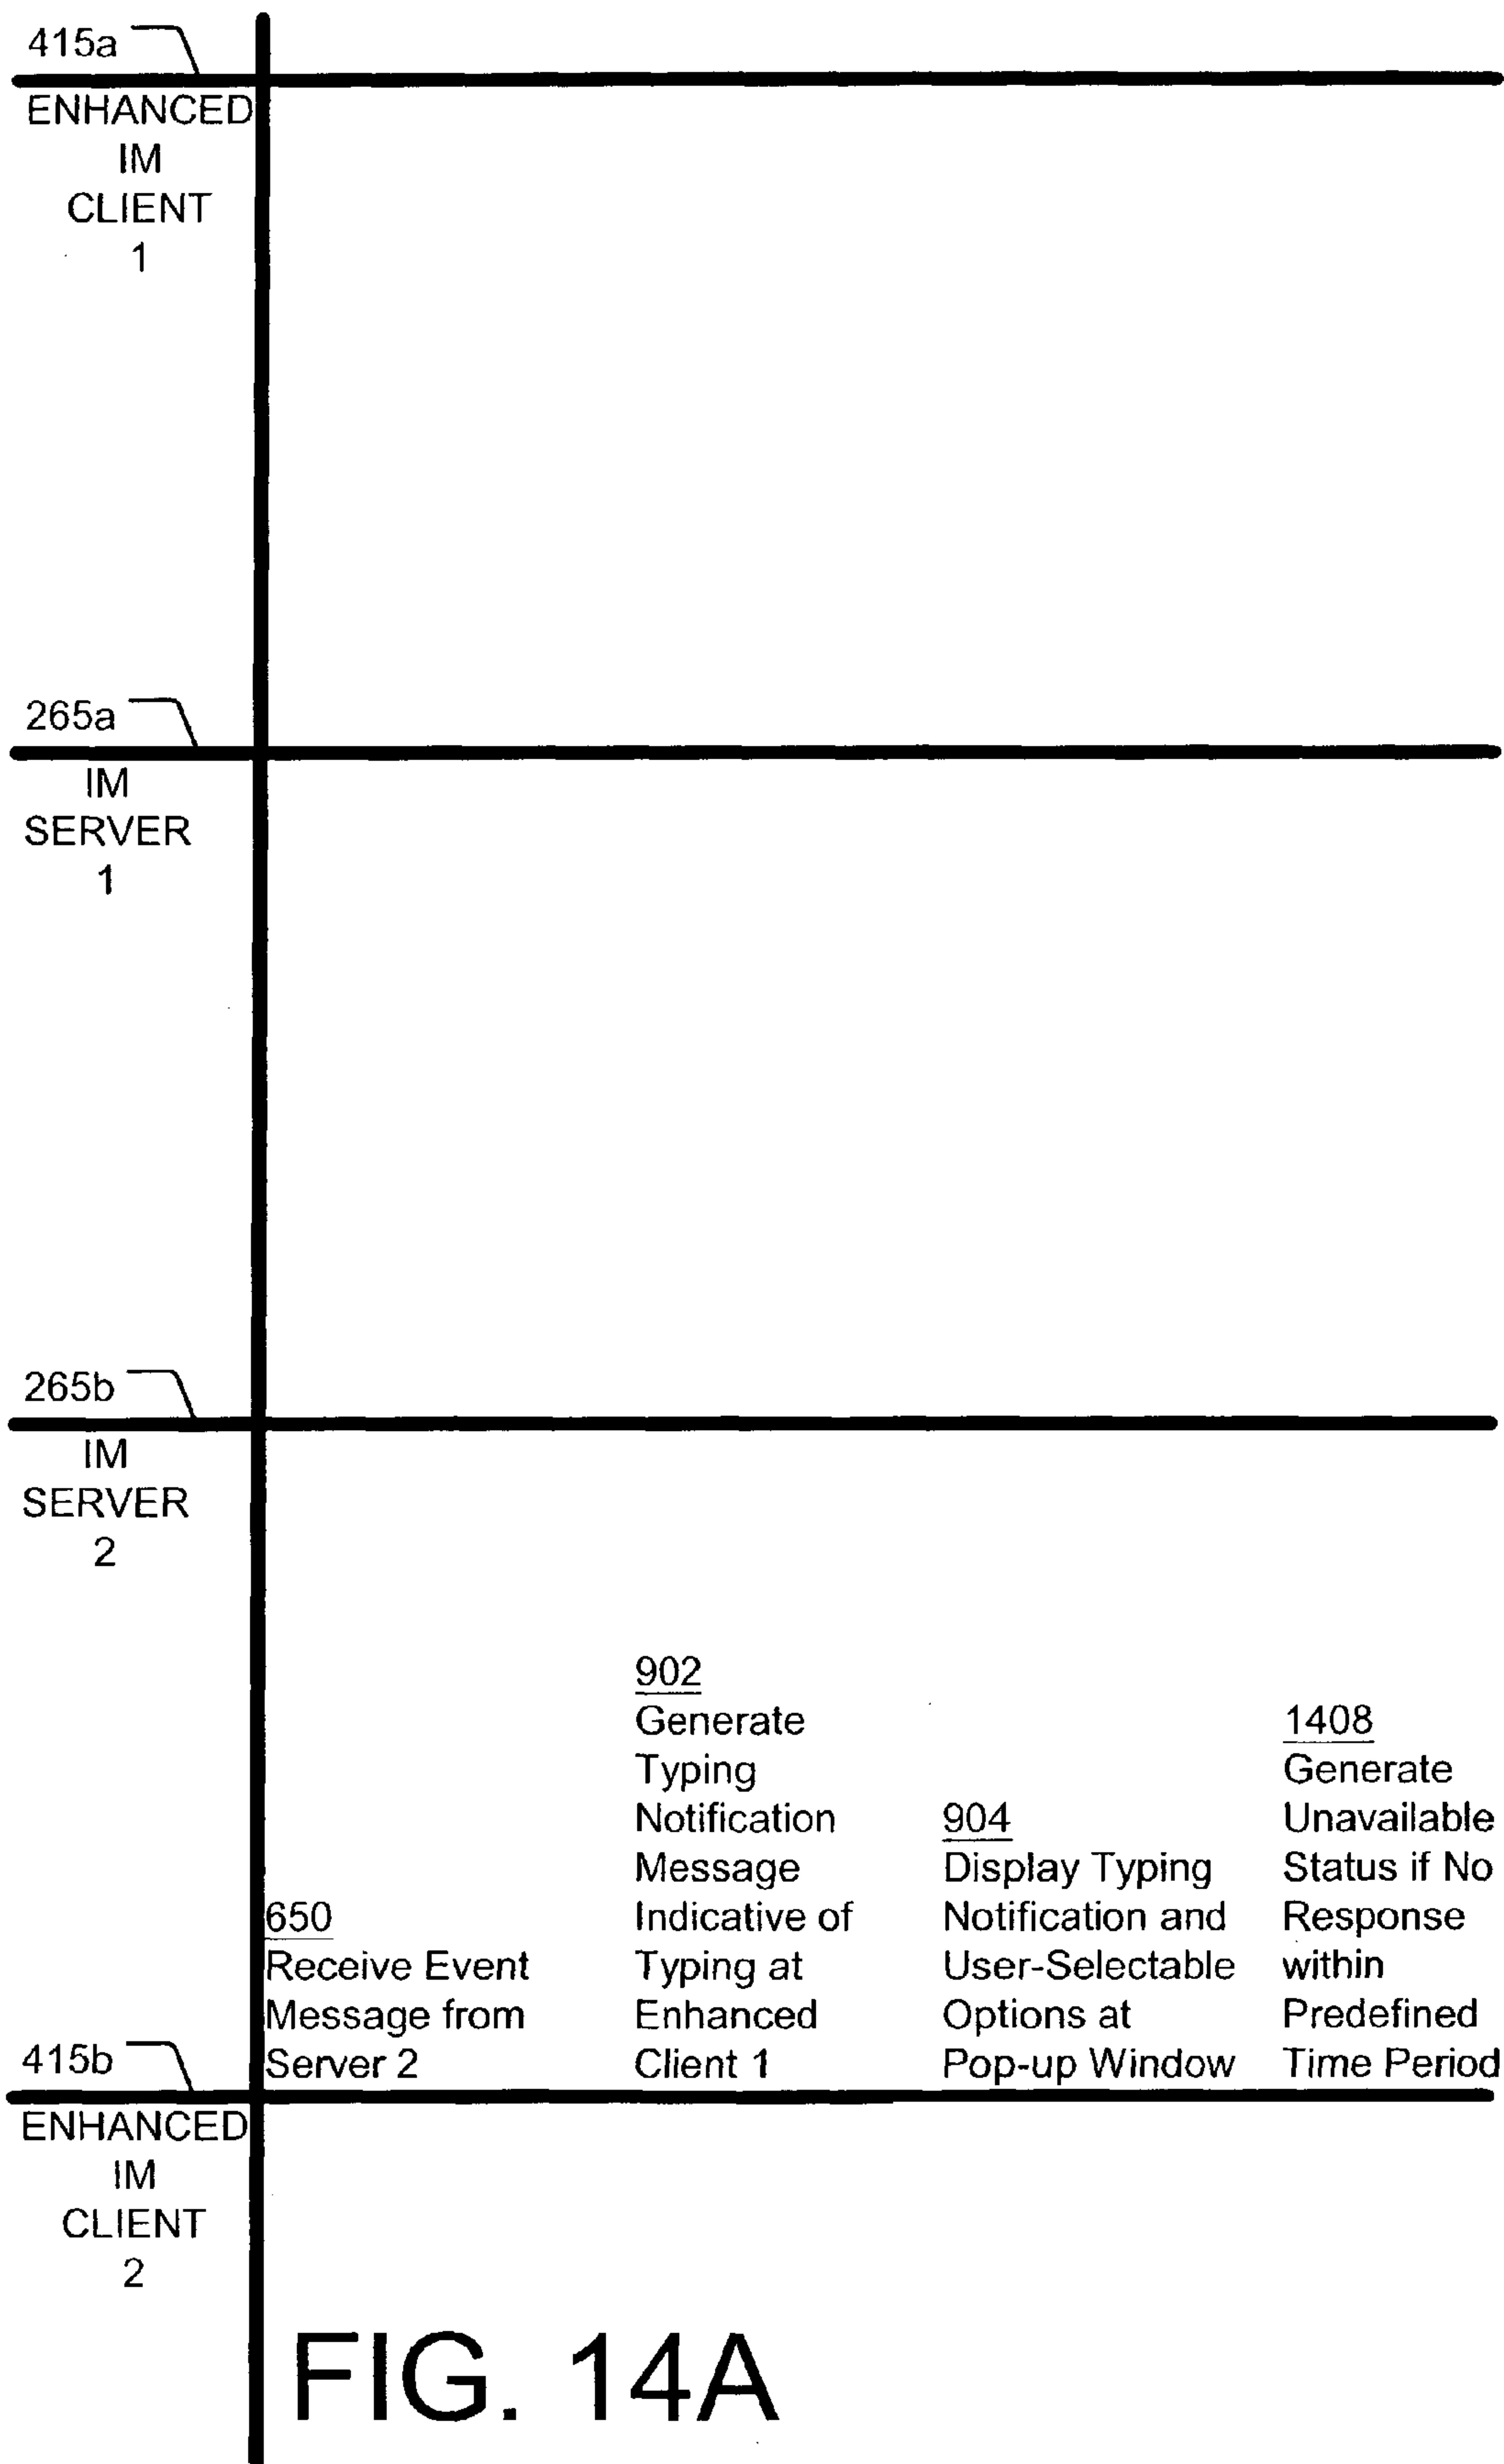 415a
ENHANCED
IM
CLIENT
1
265a
IM
SERVER
1
265b
IM
SERVER
2
650
Receive Event
Message from
Server 2
902
Generate
Typing
Notification
Message
Indicative of
Typing at
Enhanced
Client 1
904
Display Typing
Notification and
User-Selectable
Options at
Pop-up Window
1408
Generate
Unavailable
Status if No
Response
within
Predefined
Time Period
415b
ENHANCED
IM
CLIENT
2
FIG. 14A